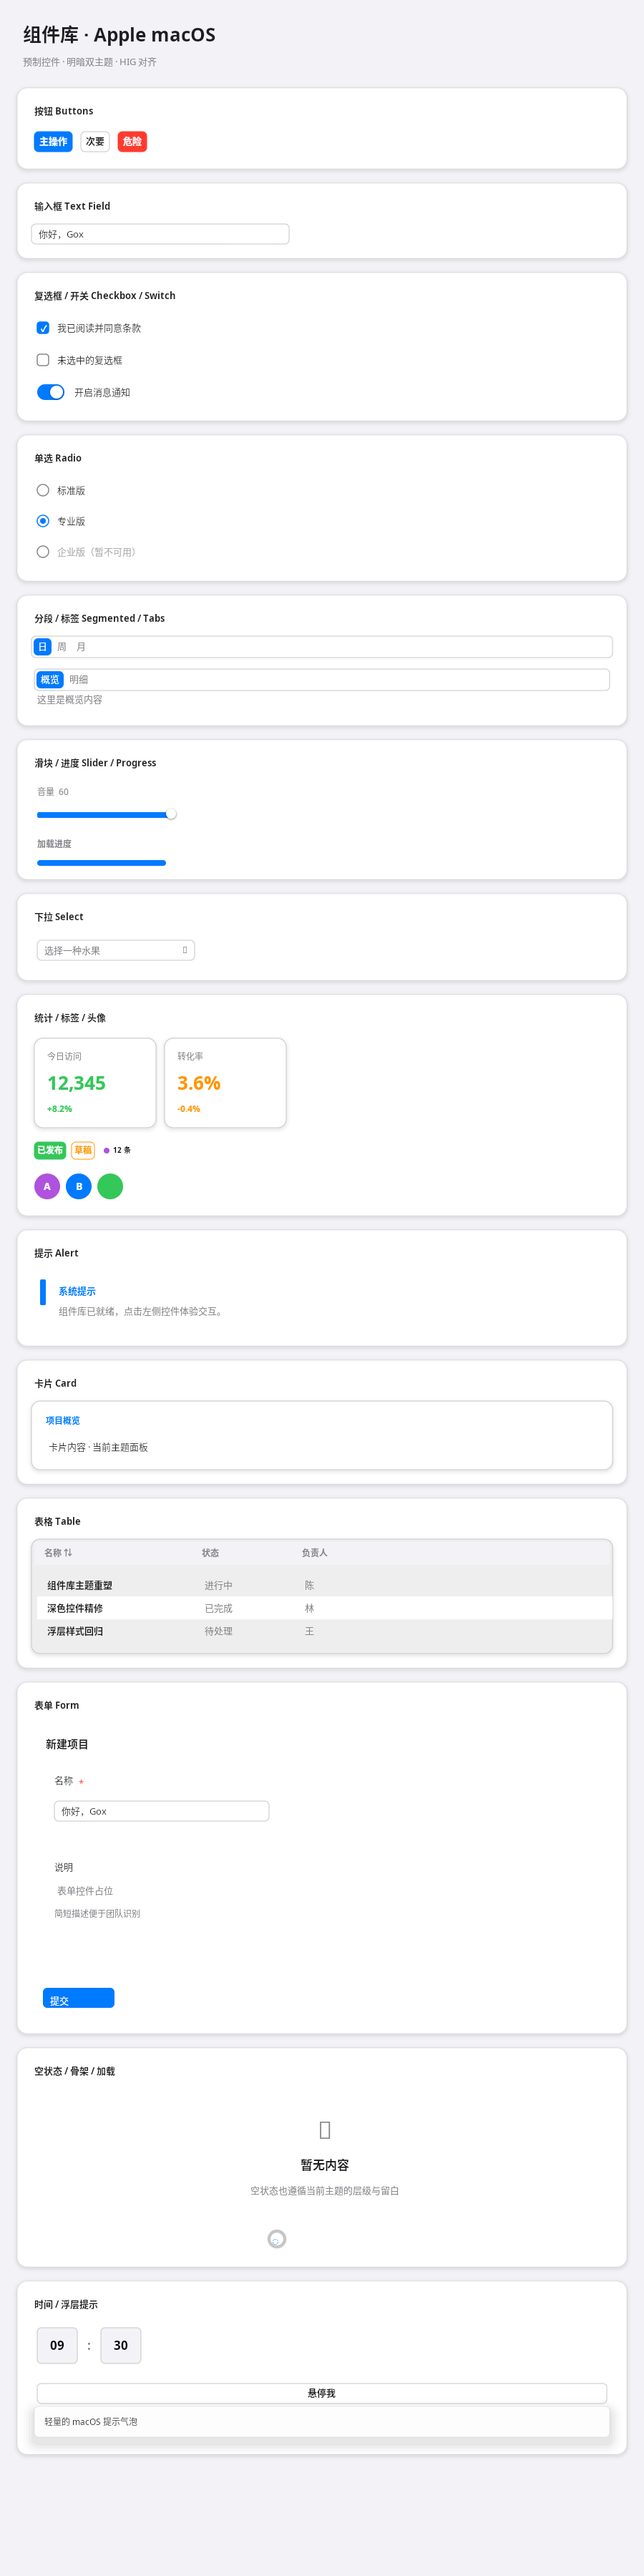 组件库 · Apple macOS
预制控件 · 明暗双主题 · HIG 对齐
按钮 Buttons
主操作 次要 危险
输入框 Text Field
你好，Gox
复选框 / 开关 Checkbox / Switch
我已阅读并同意条款
未选中的复选框
开启消息通知
单选 Radio
标准版
专业版
企业版（暂不可用）
分段 / 标签 Segmented / Tabs
日 周 月
概览 明细
这里是概览内容
滑块 / 进度 Slider / Progress
音量 60
加载进度
下拉 Select
选择一种水果
统计 / 标签 / 头像
今日访问 转化率
12,345 3.6%
+8.2% -0.4%
已发布 草稿 12 条
A B
提示 Alert
系统提示
组件库已就绪，点击左侧控件体验交互。
卡片 Card
项目概览
卡片内容 · 当前主题面板
表格 Table
名称 ⇅ 状态 负责人
组件库主题重塑 进行中 陈
深色控件精修 已完成 林
浮层样式回归 待处理 王
表单 Form
新建项目
名称 *
你好，Gox
说明
表单控件占位
简短描述便于团队识别
提交
空状态 / 骨架 / 加载
暂无内容
空状态也遵循当前主题的层级与留白
时间 / 浮层提示
09 : 30
悬停我
轻量的 macOS 提示气泡